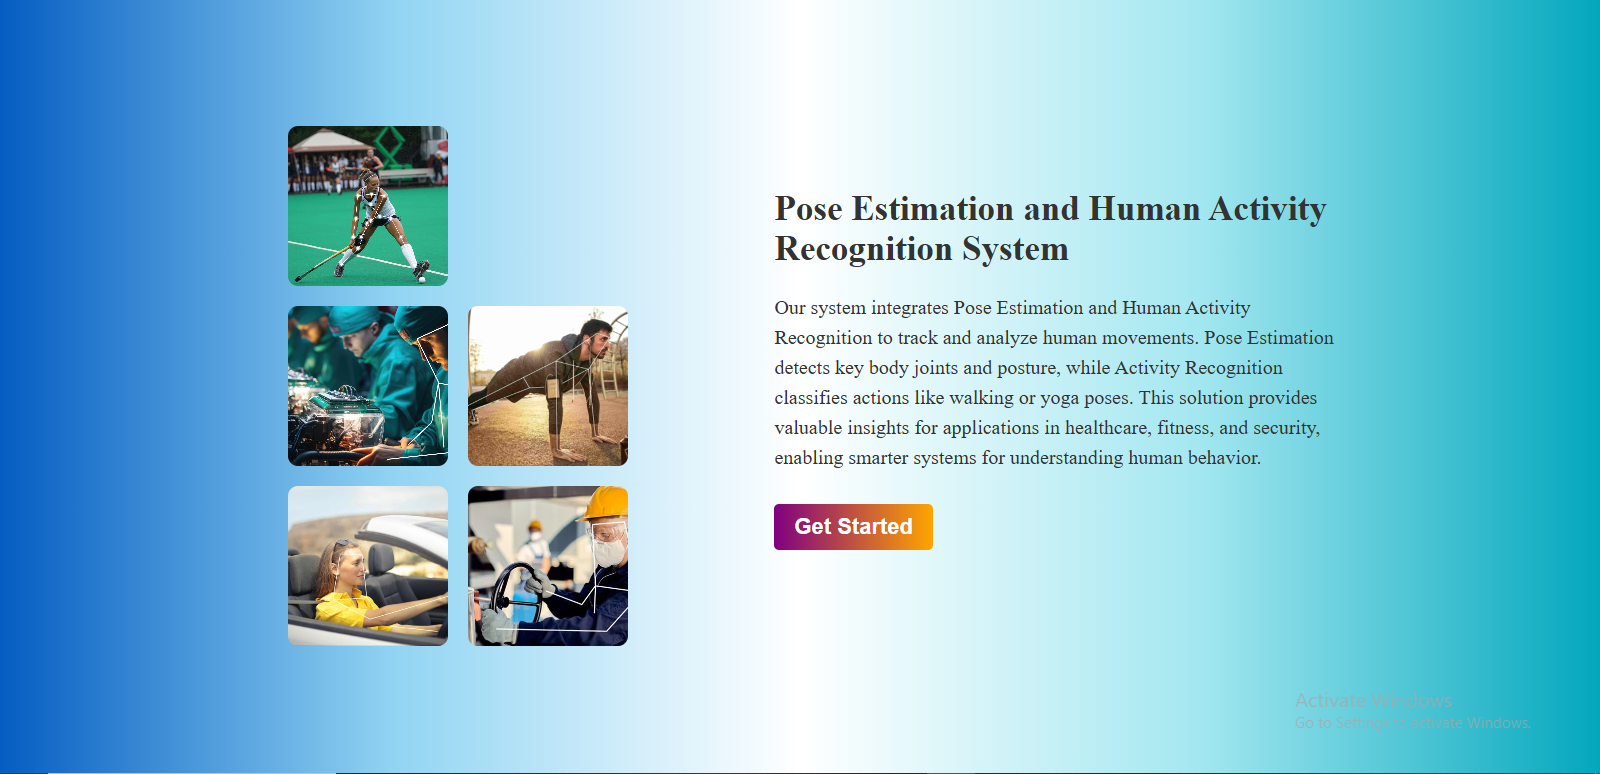 Pose Estimation and Human Activity
Recognition System
Our system integrates Pose Estimation and Human Activity
Recognition to track and analyze human movements. Pose Estimation
detects key body joints and posture, while Activity Recognition
classifies actions like walking or yoga poses. This solution provides
valuable insights for applications in healthcare, fitness, and security,
enabling smarter systems for understanding human behavior.
Get Started
Activate Windows
Go to Settings to activate Windows.